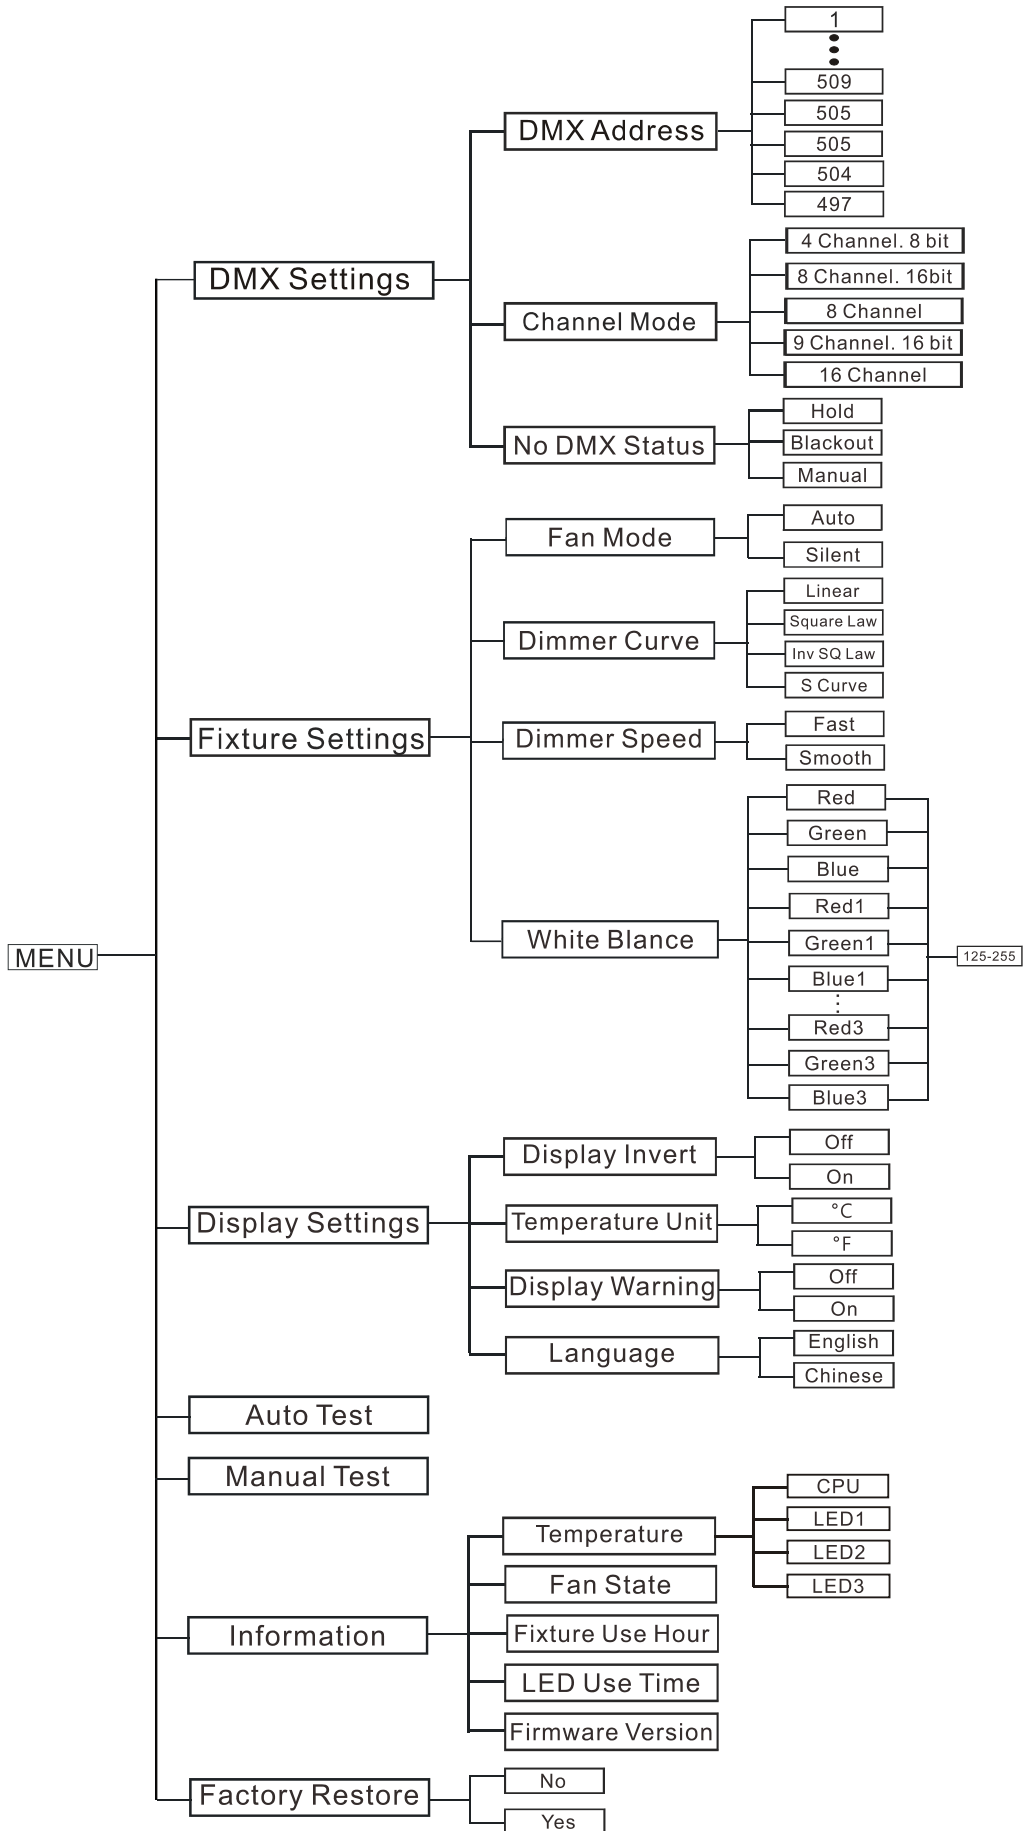 MENU
DMX Settings
DMX Address
1
509
505
505
504
497
Channel Mode
4 Channel. 8 bit
8 Channel. 16bit
8 Channel
9 Channel. 16 bit
16 Channel
No DMX Status
Hold
Blackout
Manual
Fixture Settings
Fan Mode
Auto
Silent
Dimmer Curve
Linear
Square Law
Inv SQ Law
S Curve
Dimmer Speed
Fast
Smooth
White Blance
Red
Green
Blue
Red1
Green1
Blue1
Red3
Green3
Blue3
125-255
Display Settings
Display Invert
Off
On
Temperature Unit
°C
°F
Display Warning
Off
On
Language
English
Chinese
Auto Test
Manual Test
Information
Temperature
CPU
LED1
LED2
LED3
Fan State
Fixture Use Hour
LED Use Time
Firmware Version
Factory Restore
No
Yes